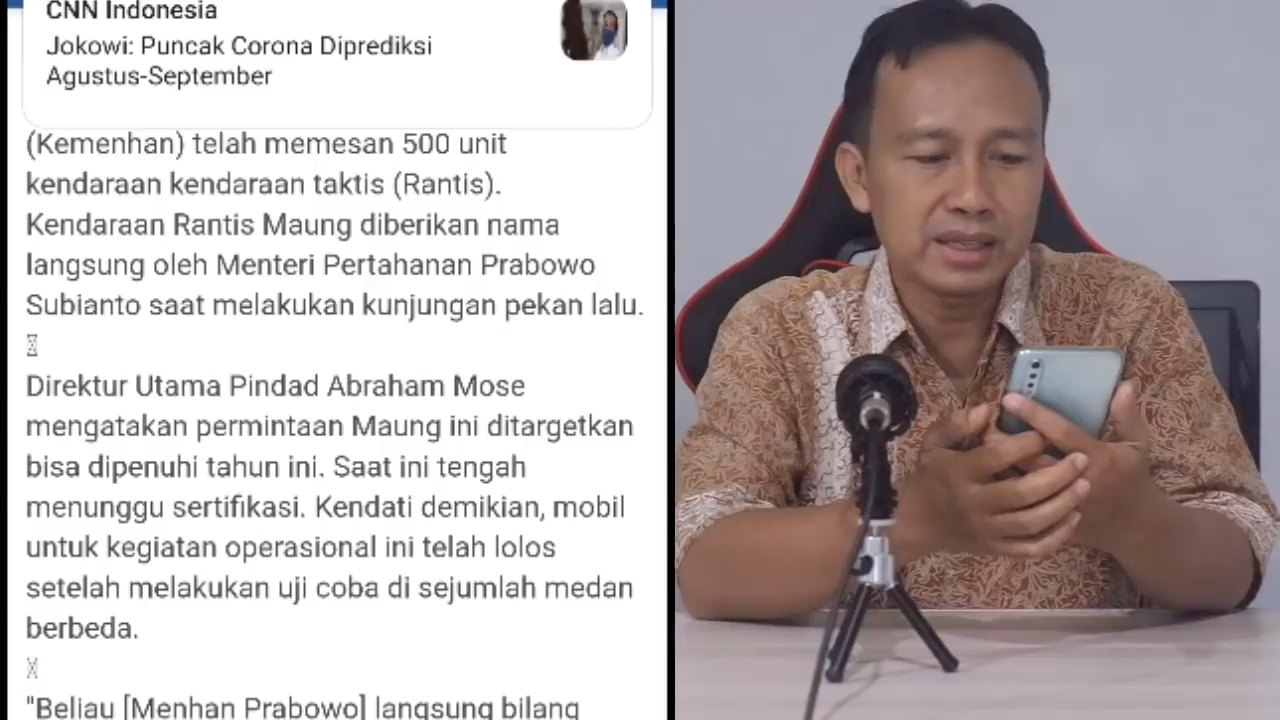 CNN Indonesia
Jokowi: Puncak Corona Diprediksi
Agustus-September
(Kemenhan) telah memesan 500 unit
kendaraan kendaraan taktis (Rantis).
Kendaraan Rantis Maung diberikan nama
langsung oleh Menteri Pertahanan Prabowo
Subianto saat melakukan kunjungan pekan lalu.
Direktur Utama Pindad Abraham Mose
mengatakan permintaan Maung ini ditargetkan
bisa dipenuhi tahun ini. Saat ini tengah
menunggu sertifikasi. Kendati demikian, mobil
untuk kegiatan operasional ini telah lolos
setelah melakukan uji coba di sejumlah medan
berbeda.
"Beliau [Menhan Prabowo] langsung bilang